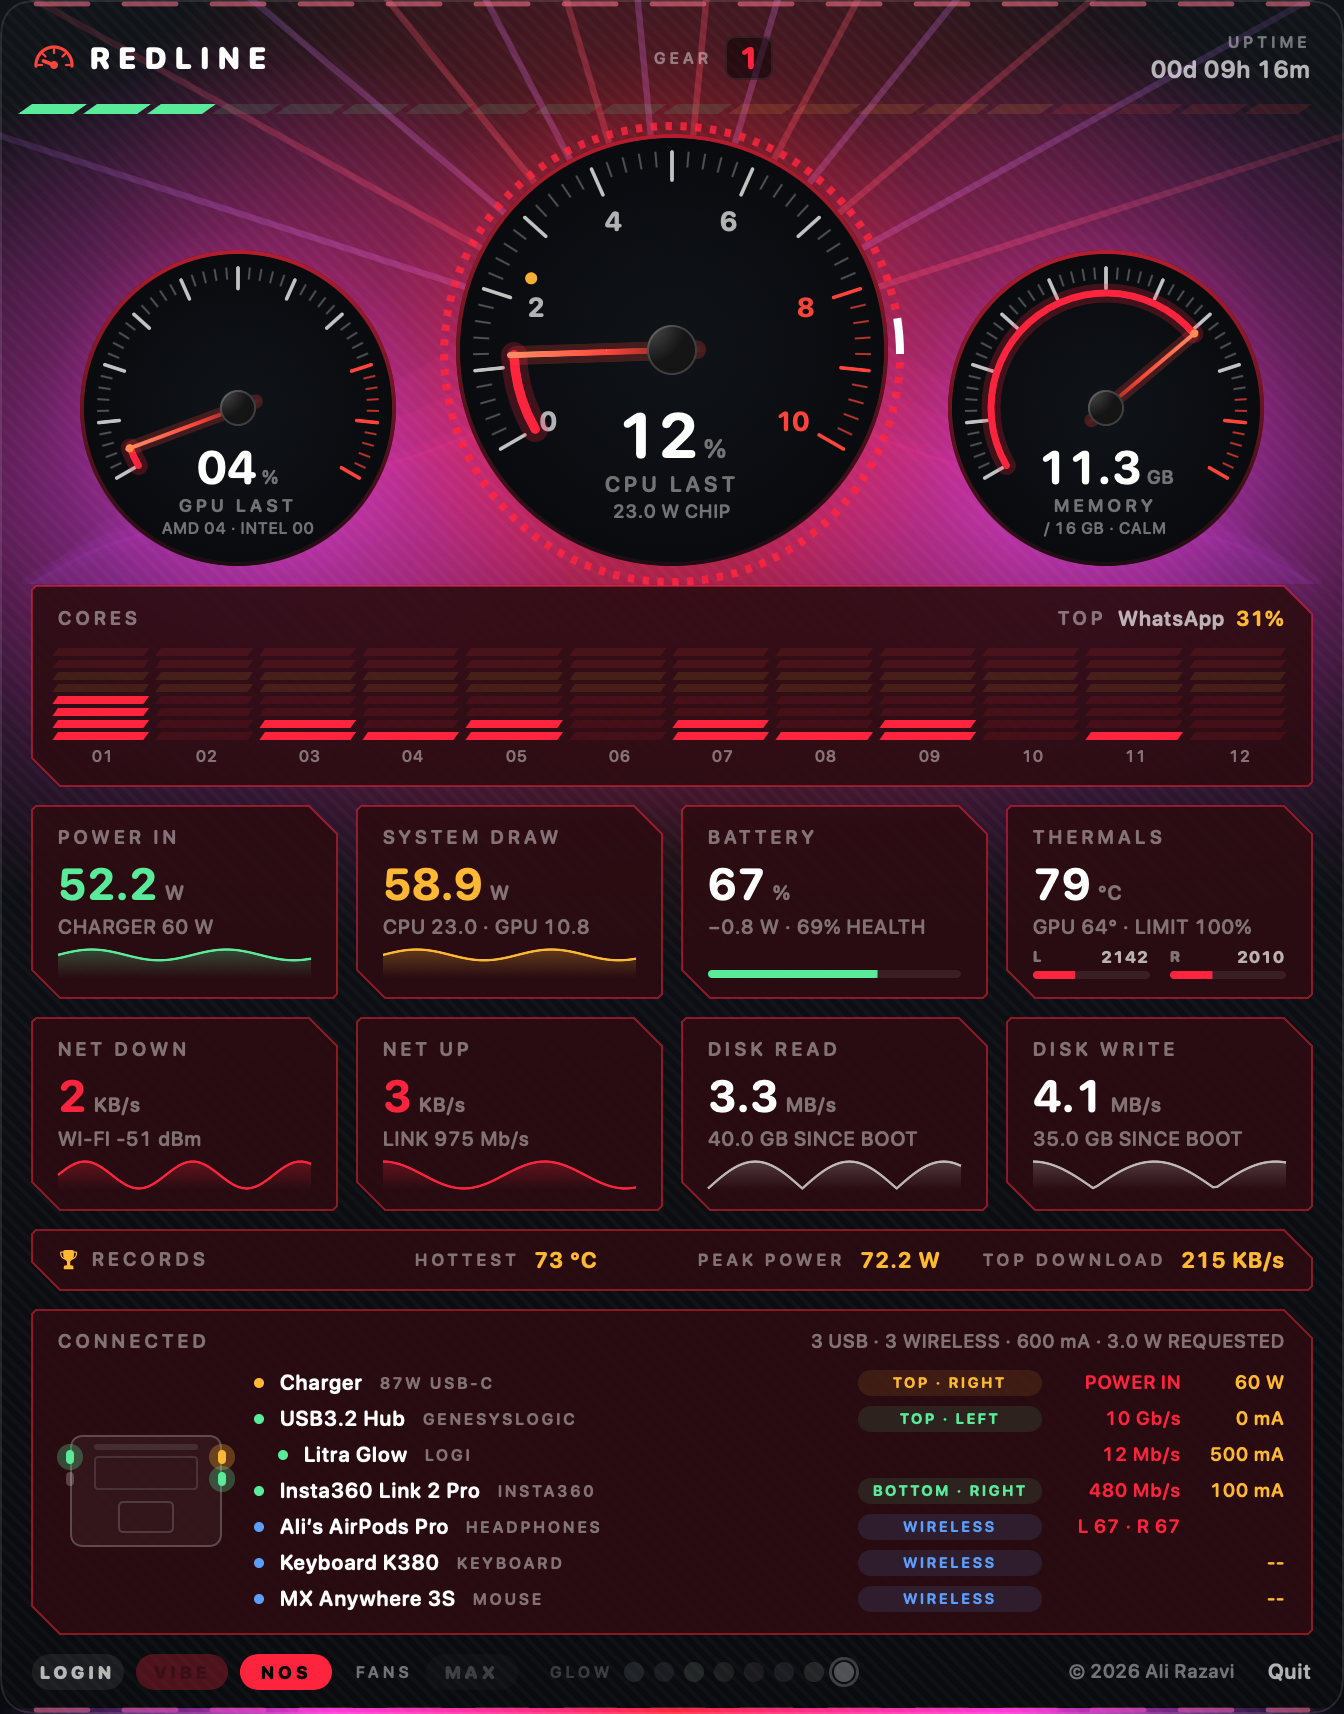 REDLINE
GEAR 1
UPTIME
00d 09h 16m
4 6
2 8
0 10
12 %
CPU LAST
23.0 W CHIP
04 %
GPU LAST
AMD 04 · INTEL 00
11.3 GB
MEMORY
/ 16 GB · CALM
CORES TOP WhatsApp 31%
01 02 03 04 05 06 07 08 09 10 11 12
POWER IN
52.2 W
CHARGER 60 W
SYSTEM DRAW
58.9 W
CPU 23.0 · GPU 10.8
BATTERY
67 %
−0.8 W · 69% HEALTH
THERMALS
79 °C
GPU 64° · LIMIT 100%
L 2142 R 2010
NET DOWN
2 KB/s
WI-FI -51 dBm
NET UP
3 KB/s
LINK 975 Mb/s
DISK READ
3.3 MB/s
40.0 GB SINCE BOOT
DISK WRITE
4.1 MB/s
35.0 GB SINCE BOOT
RECORDS HOTTEST 73 °C PEAK POWER 72.2 W TOP DOWNLOAD 215 KB/s
CONNECTED 3 USB · 3 WIRELESS · 600 mA · 3.0 W REQUESTED
Charger 87W USB-C TOP · RIGHT POWER IN 60 W
USB3.2 Hub GENESYSLOGIC TOP · LEFT 10 Gb/s 0 mA
Litra Glow LOGI 12 Mb/s 500 mA
Insta360 Link 2 Pro INSTA360 BOTTOM · RIGHT 480 Mb/s 100 mA
Ali's AirPods Pro HEADPHONES WIRELESS L 67 · R 67
Keyboard K380 KEYBOARD WIRELESS --
MX Anywhere 3S MOUSE WIRELESS --
LOGIN VIBE NOS FANS MAX GLOW © 2026 Ali Razavi Quit